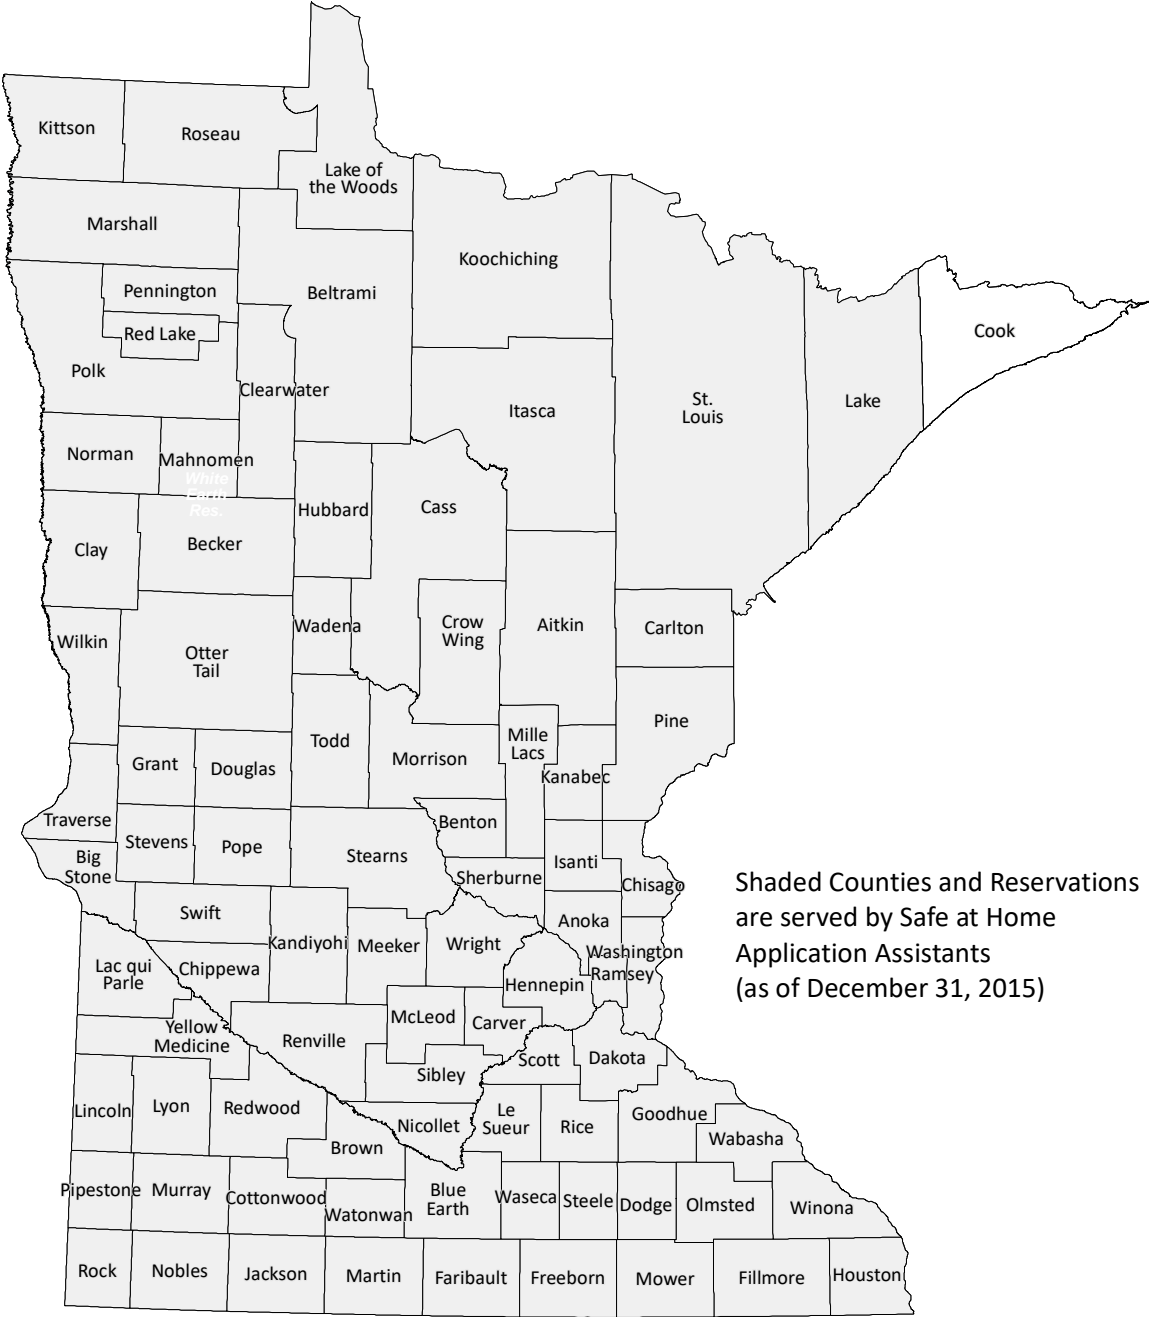 Kittson
Roseau
Lake of
the Woods
Marshall
Koochiching
Pennington
Beltrami
Red Lake
Cook
Polk
Clearwater
St.
Louis
Lake
Itasca
Norman
Mahnomen
White
Earth
Res.
Hubbard
Cass
Clay
Becker
Wadena
Crow
Wing
Aitkin
Carlton
Wilkin
Otter
Tail
Pine
Todd
Mille
Lacs
Morrison
Grant
Douglas
Kanabec
Traverse
Benton
Stevens
Pope
Stearns
Big
Stone
Isanti
Sherburne
Chisago
Shaded Counties and Reservations
are served by Safe at Home
Application Assistants
(as of December 31, 2015)
Swift
Anoka
Kandiyohi
Meeker
Wright
Washington
Ramsey
Lac qui
Parle
Chippewa
Hennepin
McLeod
Carver
Yellow
Medicine
Renville
Scott
Dakota
Sibley
Lincoln
Lyon
Redwood
Nicollet
Le
Sueur
Rice
Goodhue
Wabasha
Brown
Pipestone
Murray
Cottonwood
Watonwan
Blue
Earth
Waseca
Steele
Dodge
Olmsted
Winona
Rock
Nobles
Jackson
Martin
Faribault
Freeborn
Mower
Fillmore
Houston